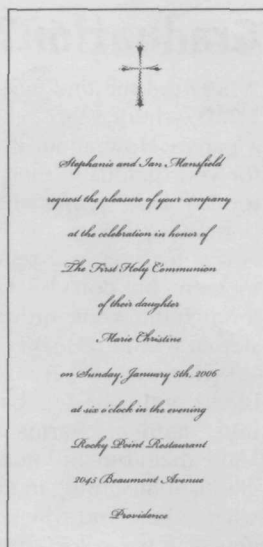 Stephanie and Ian Mansfield
request the pleasure of your company
at the celebration in honor of
The First Holy Communion
of their daughter
Marie Christine
on Sunday, January 5th, 2006
at six o'clock in the evening
Rocky Point Restaurant
2045 Beaumont Avenue
Providence